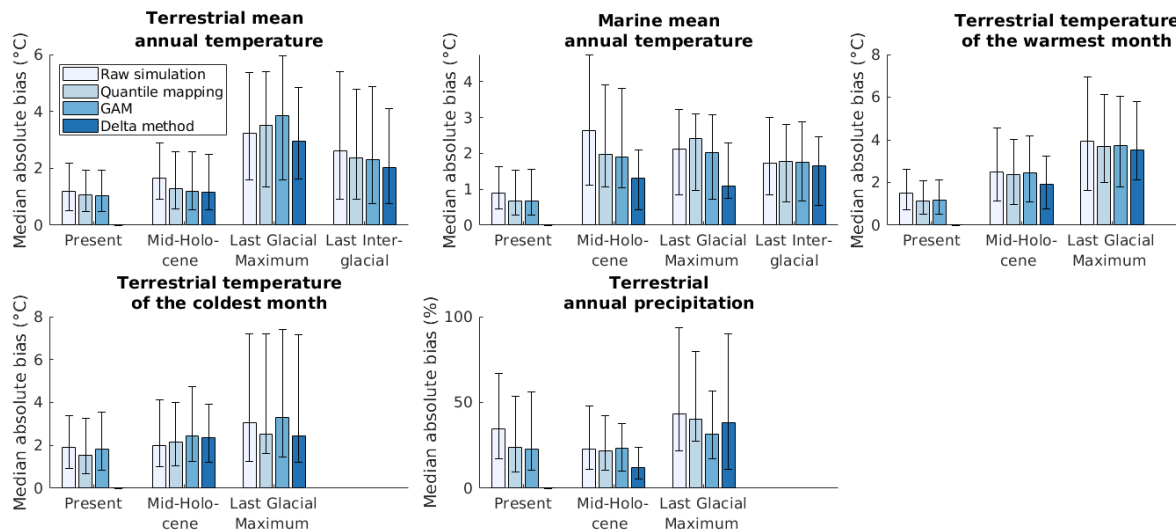 Terrestrial mean
annual temperature
Median absolute bias (°C)
6
4
2
0
Raw simulation
Quantile mapping
GAM
Delta method
Present
Mid-Holo-
cene
Last Glacial
Maximum
Last Inter-
glacial
Marine mean
annual temperature
Median absolute bias (°C)
4
3
2
1
0
Present
Mid-Holo-
cene
Last Glacial
Maximum
Last Inter-
glacial
Terrestrial temperature
of the warmest month
Median absolute bias (°C)
8
6
4
2
0
Present
Mid-Holo-
cene
Last Glacial
Maximum
Terrestrial temperature
of the coldest month
Median absolute bias (°C)
8
6
4
2
0
Present
Mid-Holo-
cene
Last Glacial
Maximum
Terrestrial
annual precipitation
Median absolute bias (%)
100
50
0
Present
Mid-Holo-
cene
Last Glacial
Maximum